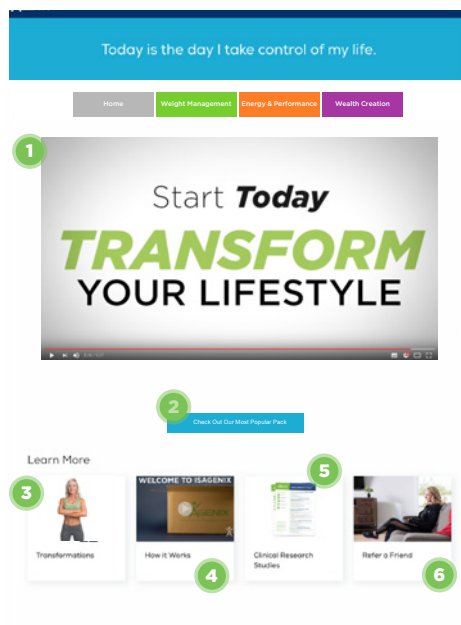 Today is the day I take control of my life.
Home
Weight Management
Energy & Performance
Wealth Creation
1
Start Today
TRANSFORM
YOUR LIFESTYLE
2
Check Out Our Most Popular Pack
Learn More
3
Transformations
WELCOME TO ISAGENIX
How it Works
4
5
Clinical Research
Studies
Refer a Friend
6